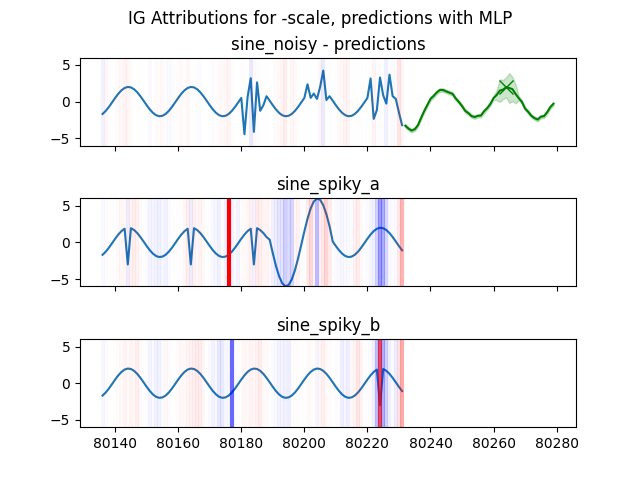 IG Attributions for -scale, predictions with MLP
sine_noisy - predictions
5
0
−5
sine_spiky_a
5
0
−5
sine_spiky_b
5
0
−5
80140 80160 80180 80200 80220 80240 80260 80280